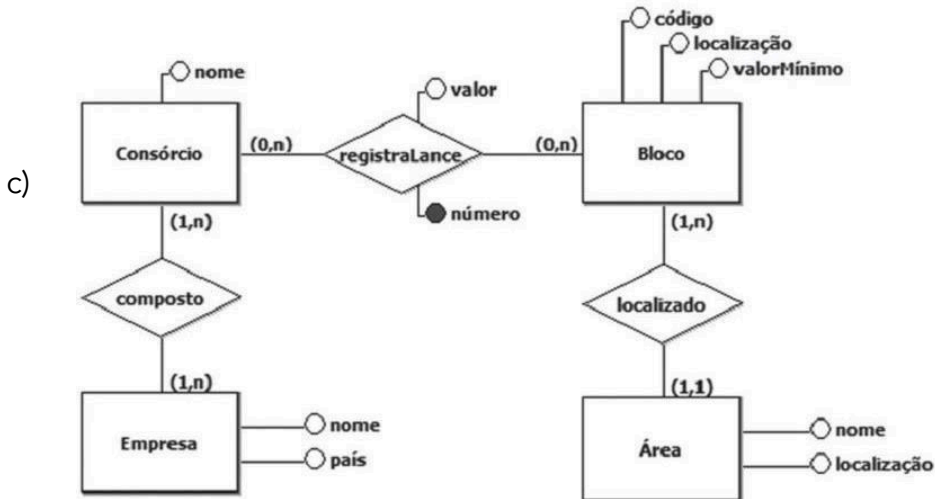 código
localização
nome
valorMínimo
valor
Consórcio
(0,n)
registraLance
(0,n)
Bloco
c)
número
(1,n)
(1,n)
composto
localizado
(1,n)
(1,1)
nome
nome
Empresa
Área
país
localização